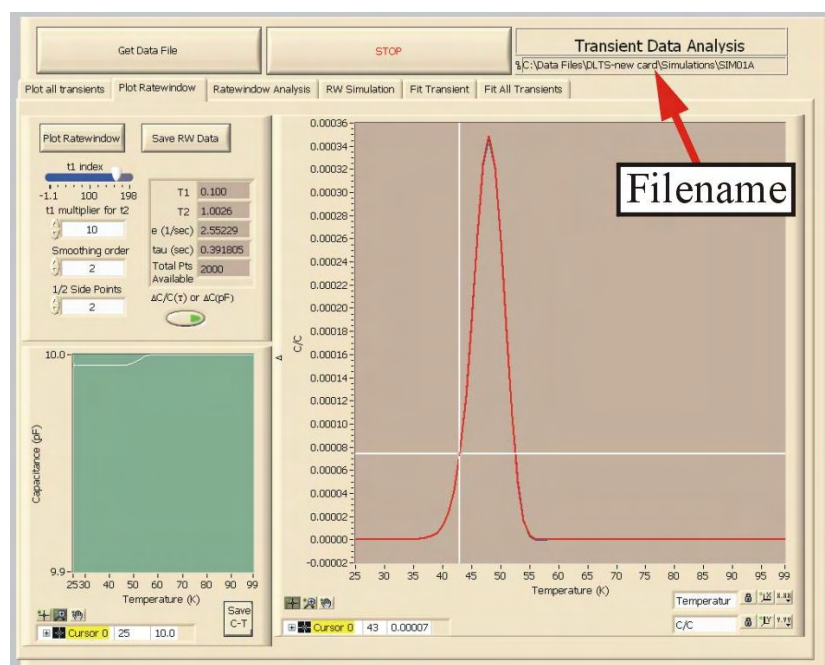 Get Data File
STOP
Transient Data Analysis
C:\Data Files\DLTS-new card\Simulations\SIM01A
Filename
Plot all transients
Plot Ratewindow
Ratewindow Analysis
RW Simulation
Fit Transient
Fit All Transients
Plot Ratewindow
Save RW Data
t1 index
-1.1 100 198
t1 multiplier for t2
10
Smoothing order
2
1/2 Side Points
2
T1 0.100
T2 1.0026
e (1/sec) 2.55229
tau (sec) 0.391805
Total Pts Available 2000
ΔC/C(τ) or ΔC(pF)
10.0
9.9
Capacitance (pF)
25 30 40 50 60 70 80 90 99
Temperature (K)
Cursor 0 25 10.0
Save
C-T
0.00036
0.00034
0.00032
0.00030
0.00028
0.00026
0.00024
0.00022
0.00020
0.00018
0.00016
0.00014
0.00012
0.00010
0.00008
0.00006
0.00004
0.00002
0.00000
-0.00002
Δ C/C
25 30 35 40 45 50 55 60 65 70 75 80 85 90 95 99
Temperature (K)
Cursor 0 43 0.00007
Temperatur
C/C